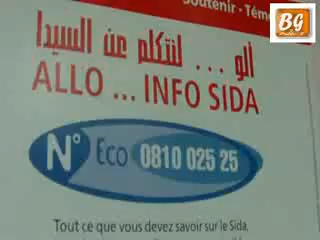 Soutenir - Tém
BG
ألو ... لنتكلم عن السيدا
ALLO ... INFO SIDA
N° Eco 0810 025 25
Tout ce que vous devez savoir sur le Sida,